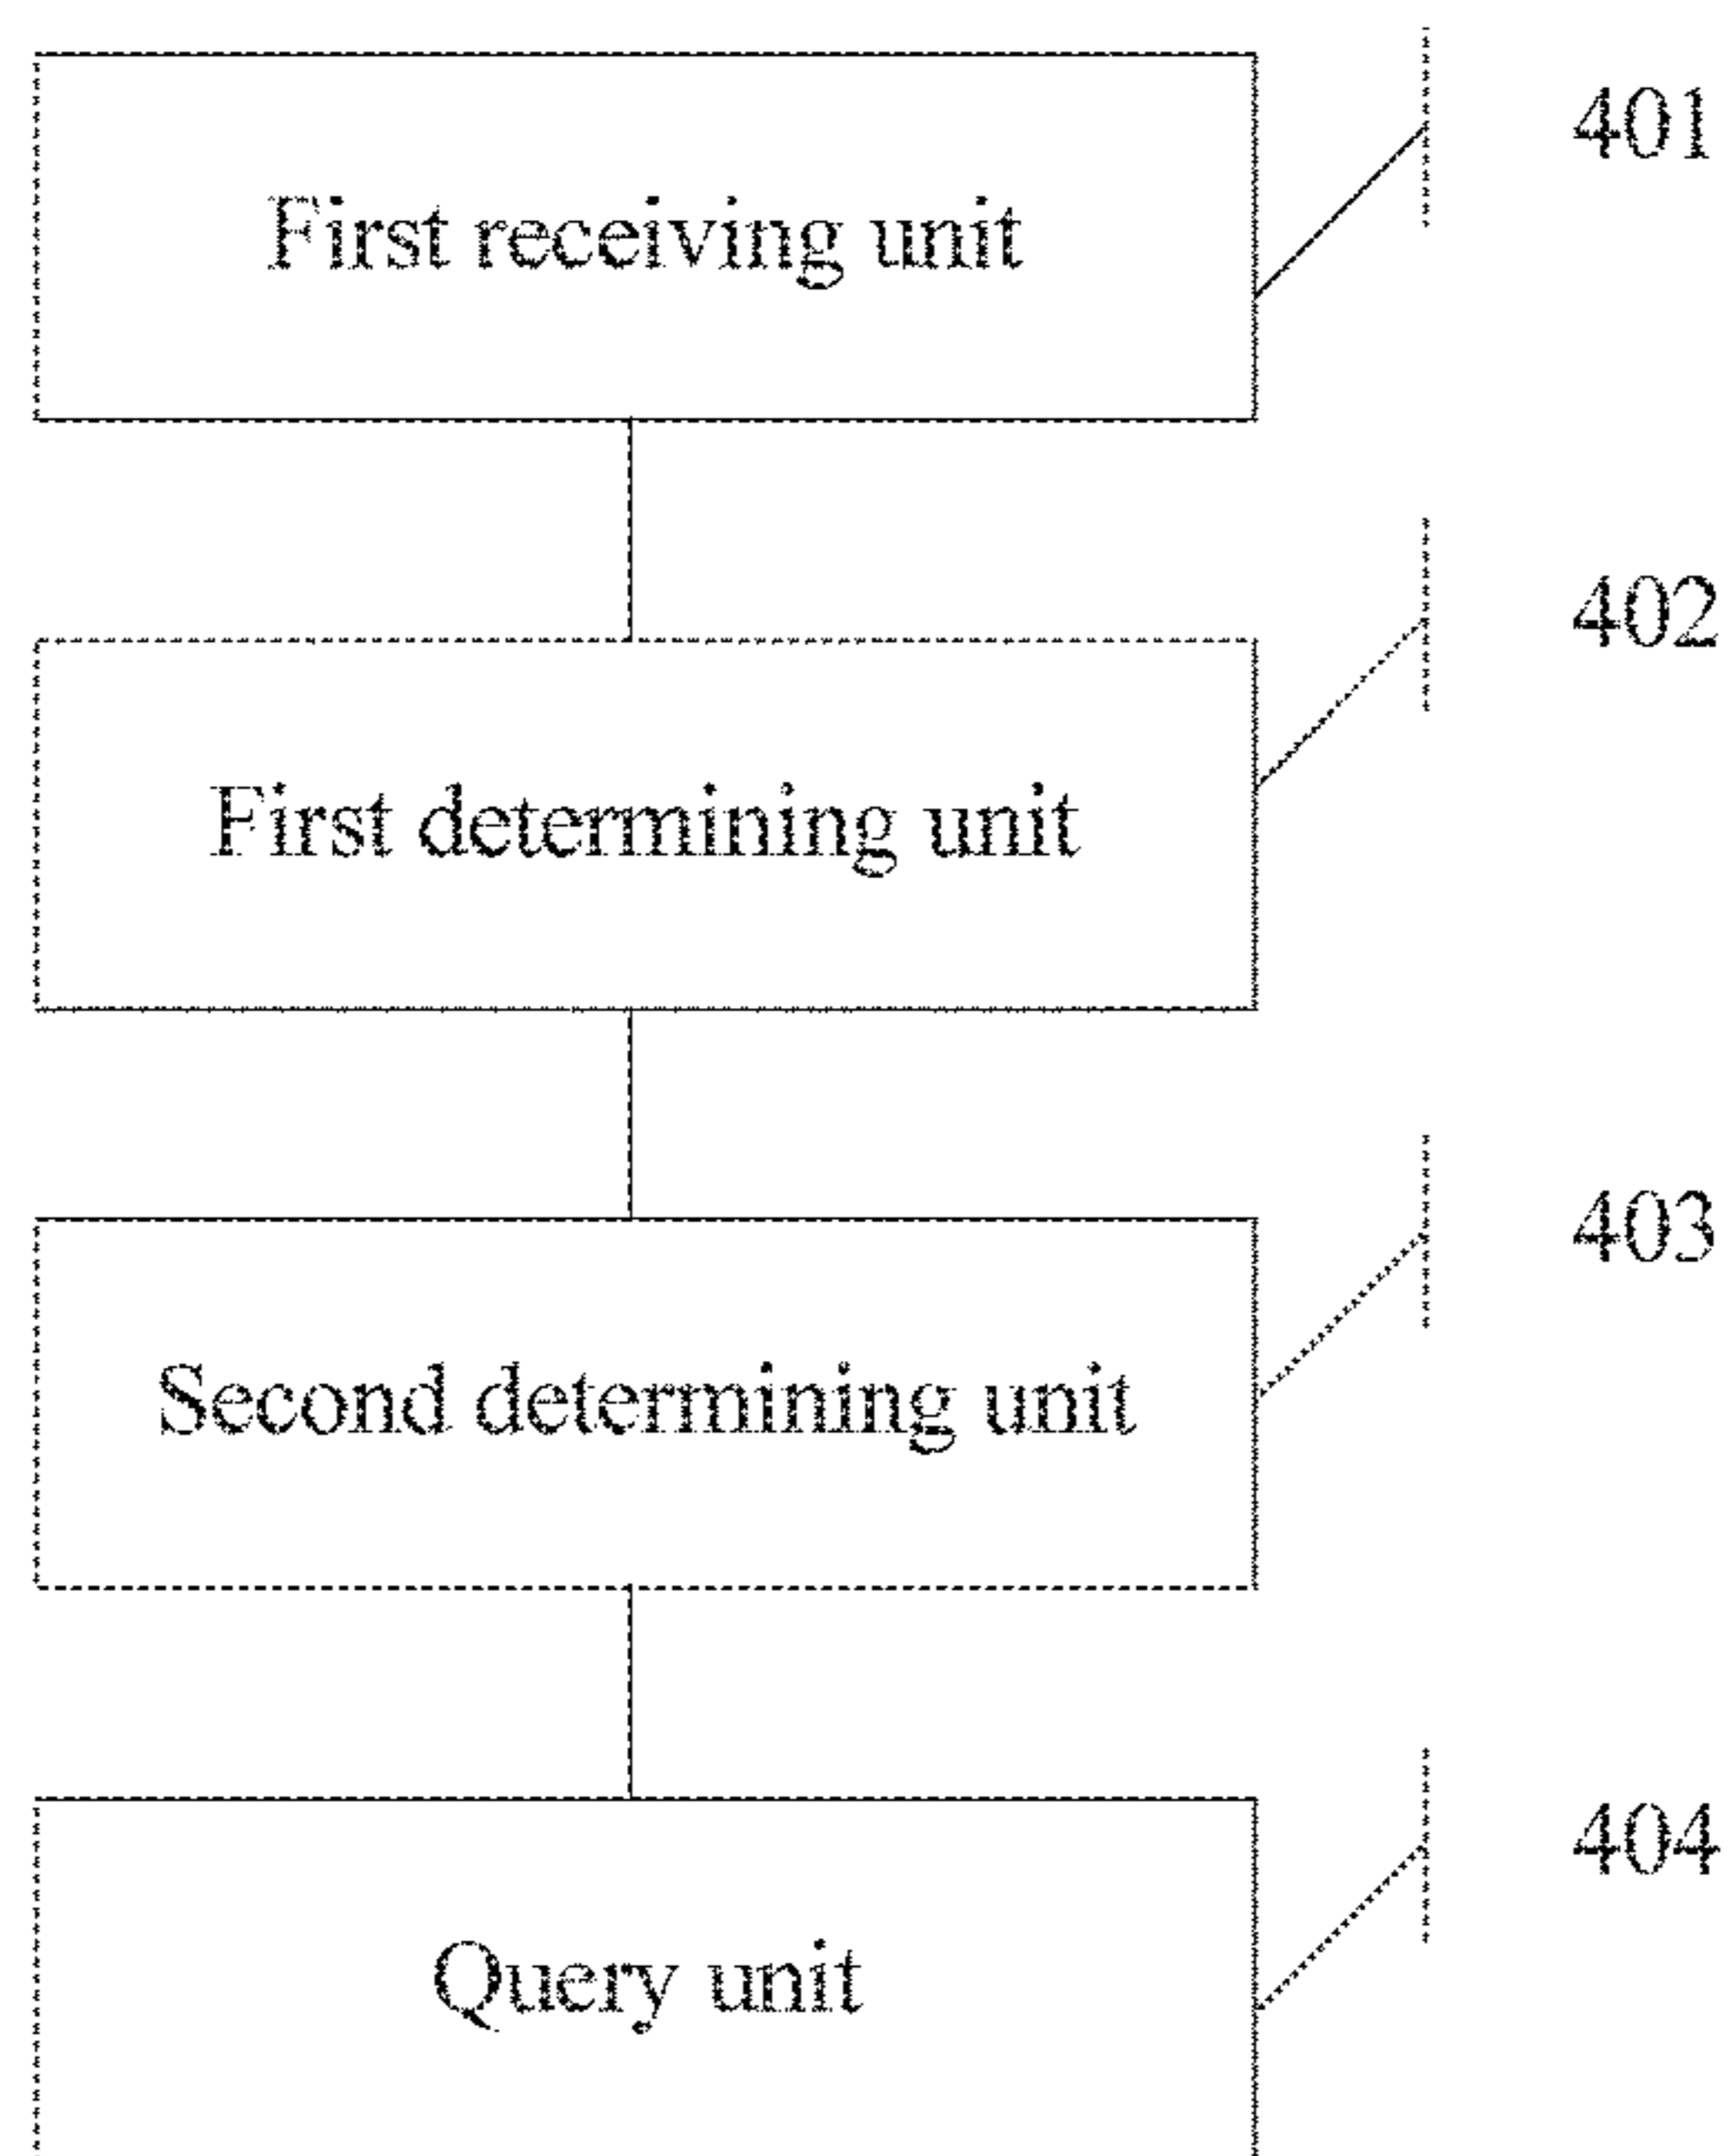 401
First receiving unit
402
First determining unit
403
Second determining unit
404
Query unit